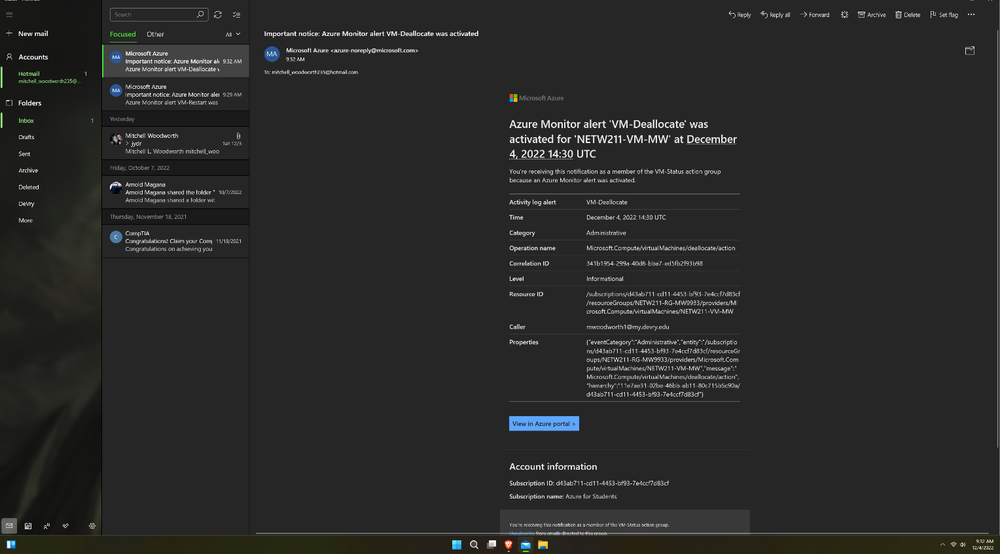 Search
Reply
Reply all
Forward
Archive
Delete
Set flag
New mail
Focused
Other
All
Important notice: Azure Monitor alert VM-Deallocate was activated
Accounts
Hotmail 1
mitchell_woodworth235@...
Folders
Inbox 1
Drafts
Sent
Archive
Deleted
DeVry
More
MA
Microsoft Azure
Important notice: Azure Monitor ale 9:32 AM
Azure Monitor alert VM-Deallocate v
MA
Microsoft Azure
Important notice: Azure Monitor aler 9:29 AM
Azure Monitor alert VM-Restart was
Yesterday
Mitchell Woodworth
> jydr Sat 12/3
Mitchell L. Woodworth mitchell_woo
Friday, October 7, 2022
Arnold Magana
Arnold Magana shared the folder " 10/7/2022
Arnold Magana shared a folder wit
Thursday, November 18, 2021
C
CompTIA
Congratulations! Claim your Comp 11/18/2021
Congratulations on achieving you
MA
Microsoft Azure <azure-noreply@microsoft.com>
9:32 AM
To: mitchell_woodworth235@hotmail.com
Microsoft Azure
Azure Monitor alert 'VM-Deallocate' was
activated for 'NETW211-VM-MW' at December
4, 2022 14:30 UTC
You're receiving this notification as a member of the VM-Status action group
because an Azure Monitor alert was activated.
Activity log alert VM-Deallocate
Time December 4, 2022 14:30 UTC
Category Administrative
Operation name Microsoft.Compute/virtualMachines/deallocate/action
Correlation ID 341b1954-299a-40d6-bba7-ed5fb2f93b98
Level Informational
Resource ID /subscriptions/d43ab711-cd11-4453-bf93-7e4ccf7d83cf
/resourceGroups/NETW211-RG-MW9933/providers/Mi
crosoft.Compute/virtualMachines/NETW211-VM-MW
Caller mwoodworth1@my.devry.edu
Properties {"eventCategory":"Administrative","entity":"/subscriptio
ns/d43ab711-cd11-4453-bf93-7e4ccf7d83cf/resourceGr
oups/NETW211-RG-MW9933/providers/Microsoft.Com
pute/virtualMachines/NETW211-VM-MW","message":"
Microsoft.Compute/virtualMachines/deallocate/action",
"hierarchy":"11e7ae31-02be-46bb-ab11-80c715b5c90a/
d43ab711-cd11-4453-bf93-7e4ccf7d83cf"}
View in Azure portal >
Account information
Subscription ID: d43ab711-cd11-4453-bf93-7e4ccf7d83cf
Subscription name: Azure for Students
You're receiving this notification as a member of the VM-Status action group.
Unsubscribe from emails directed to this group.
9:32 AM
12/4/2022